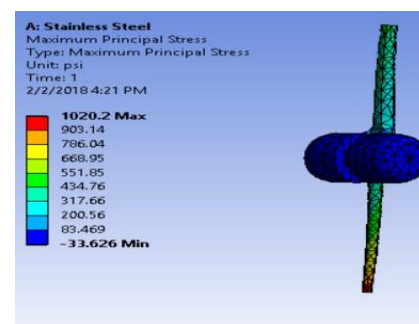 A: Stainless Steel
Maximum Principal Stress
Type: Maximum Principal Stress
Unit: psi
Time: 1
2/2/2018 4:21 PM
1020.2 Max
903.14
786.04
668.95
551.85
434.76
317.66
200.56
83.469
-33.626 Min